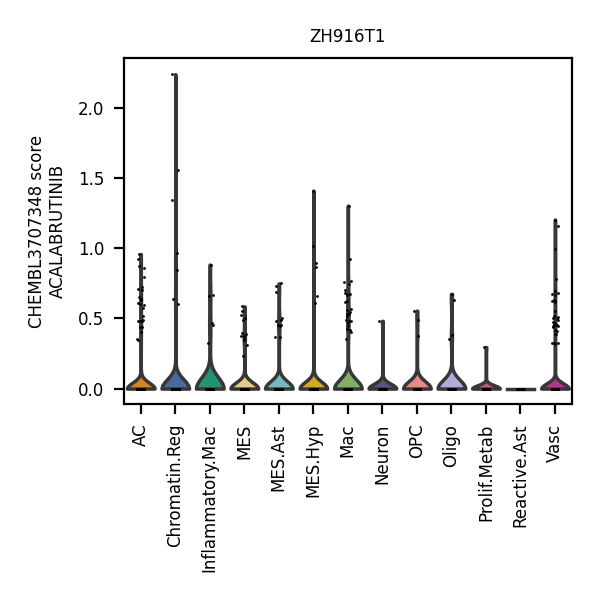 ZH916T1
CHEMBL3707348 score
ACALABRUTINIB
2.0
1.5
1.0
0.5
0.0
AC
Chromatin.Reg
Inflammatory.Mac
MES
MES.Ast
MES.Hyp
Mac
Neuron
OPC
Oligo
Prolif.Metab
Reactive.Ast
Vasc